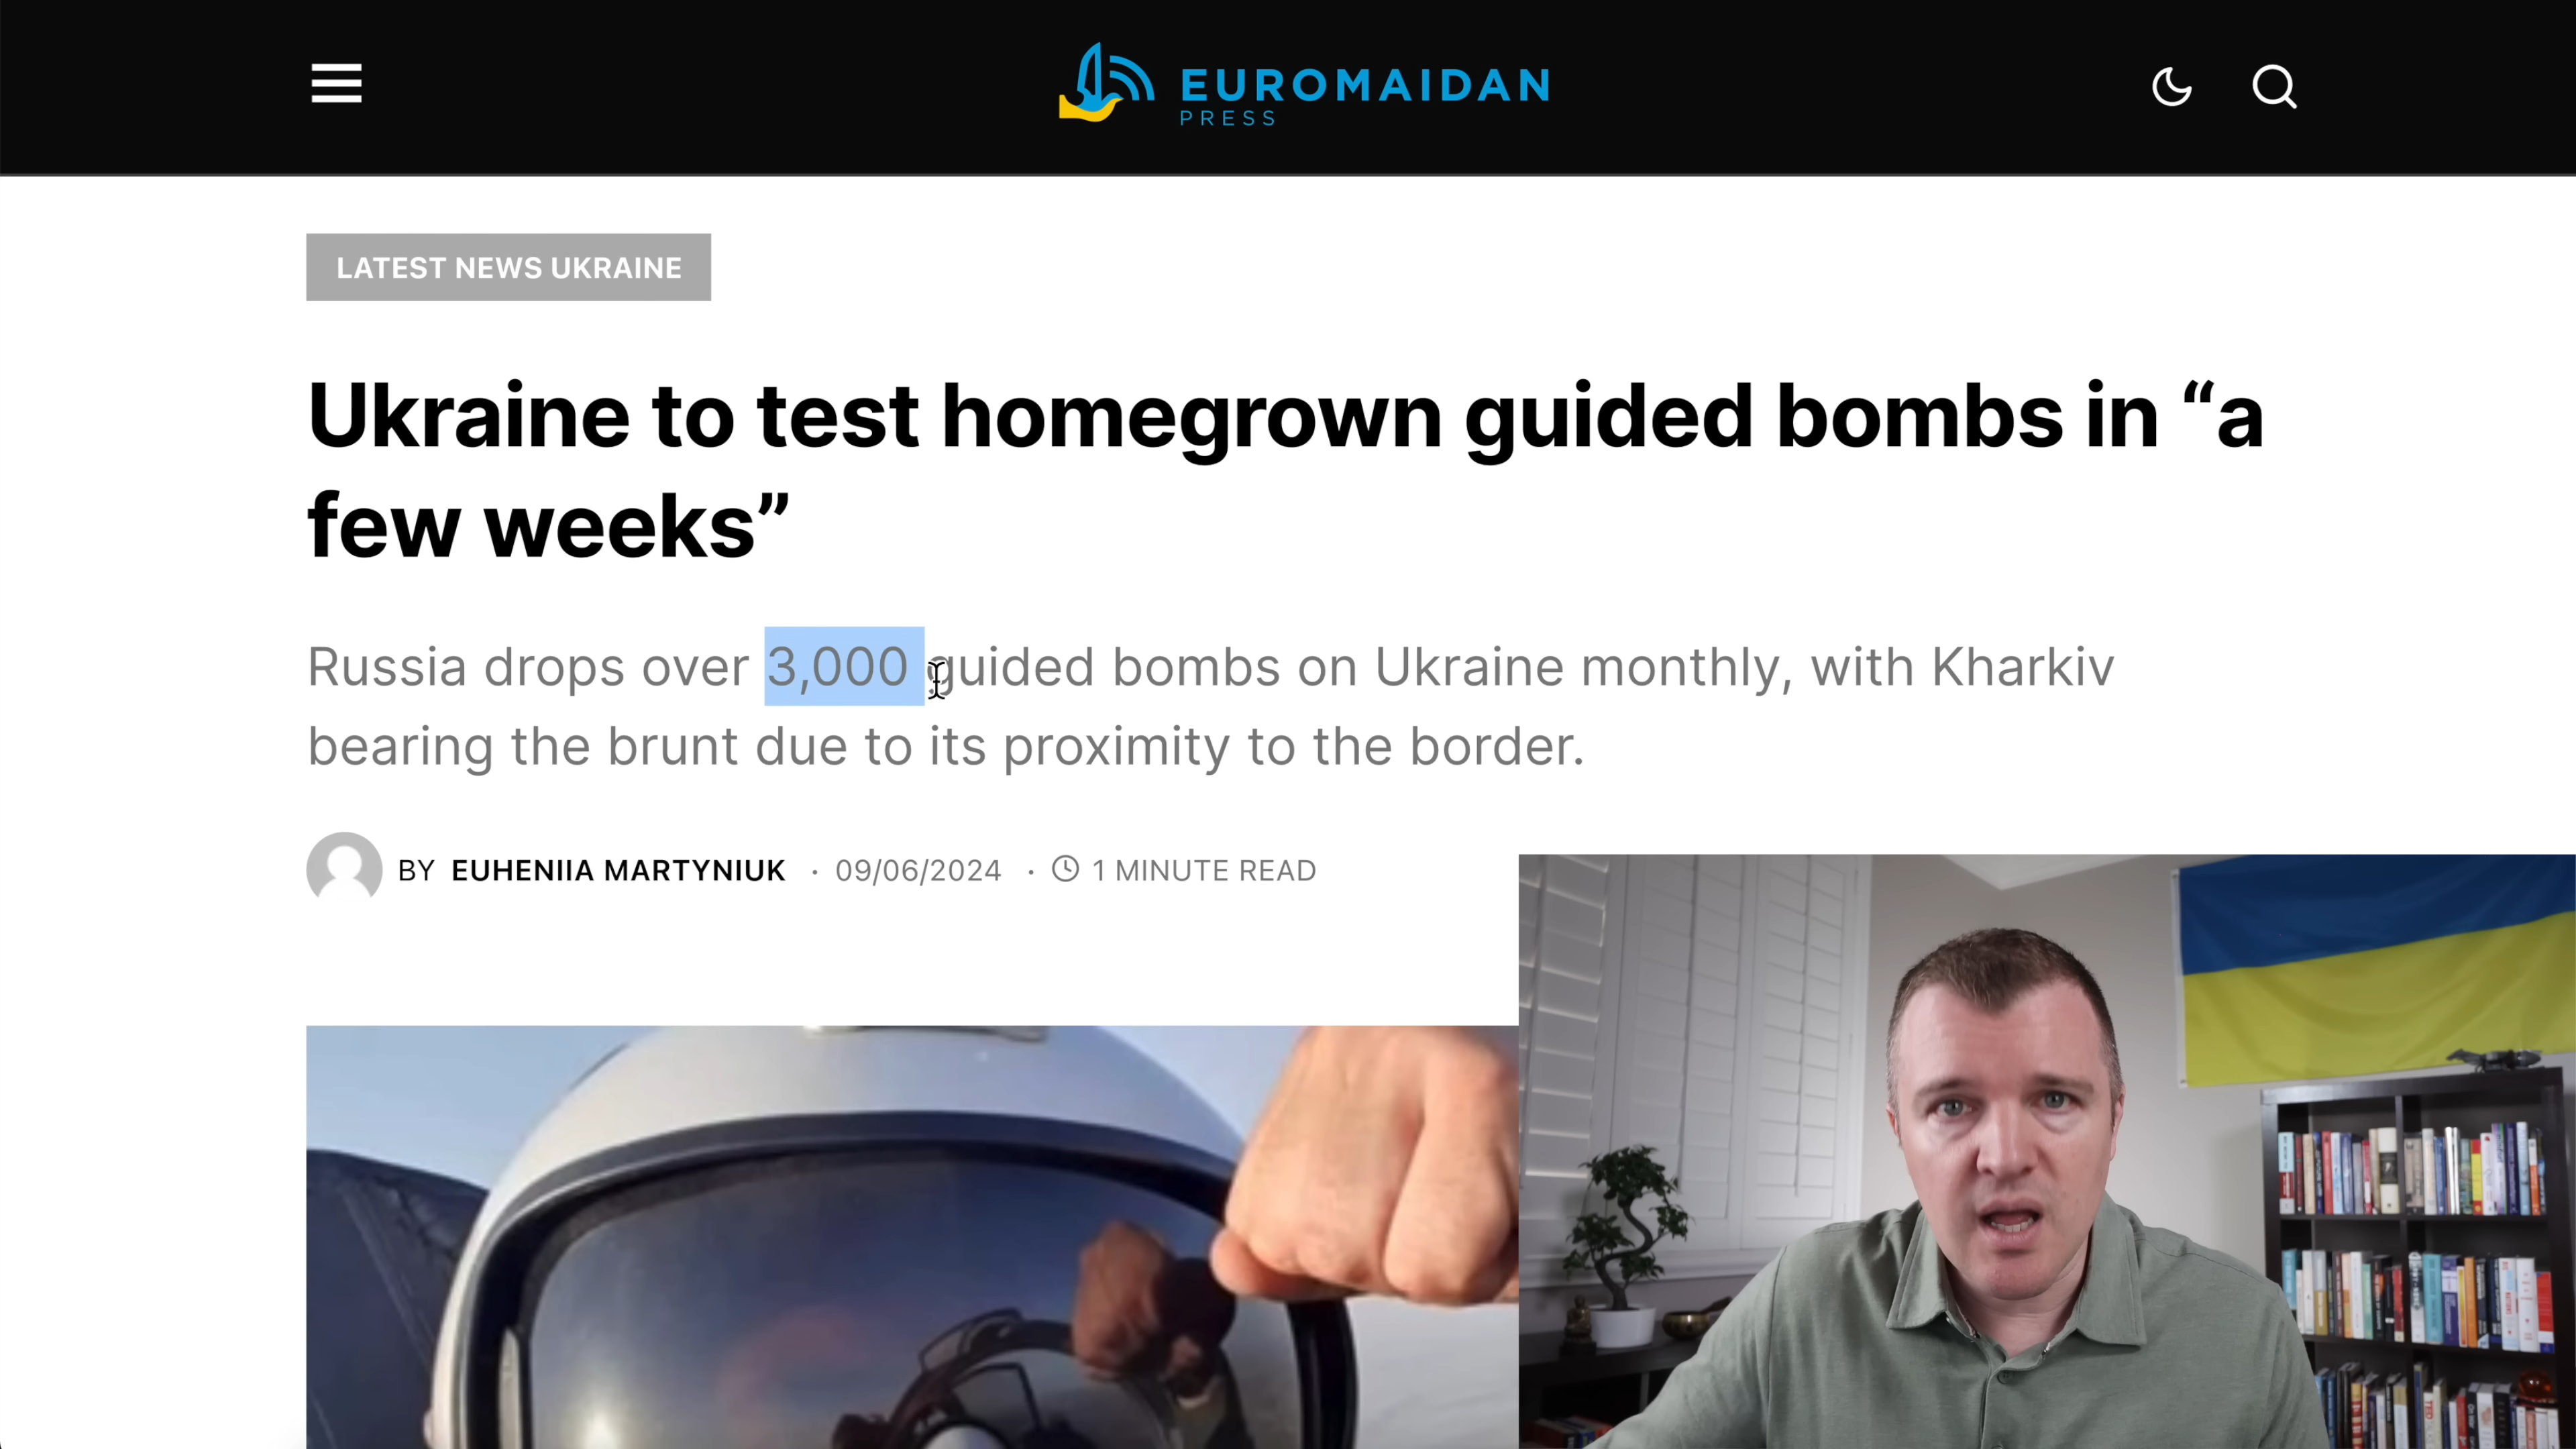 EUROMAIDAN
PRESS
LATEST NEWS UKRAINE
Ukraine to test homegrown guided bombs in “a
few weeks”
Russia drops over 3,000 guided bombs on Ukraine monthly, with Kharkiv
bearing the brunt due to its proximity to the border.
BY EUHENIIA MARTYNIUK · 09/06/2024 · 1 MINUTE READ